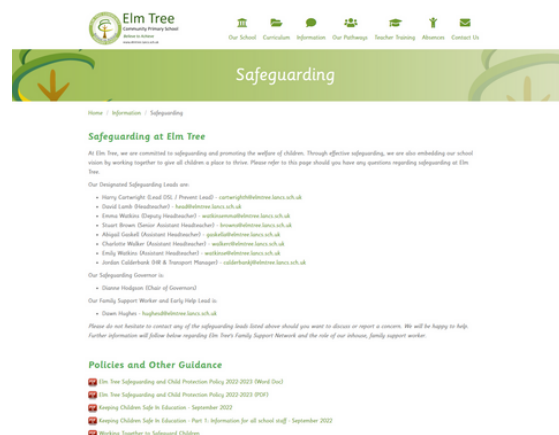 Elm Tree
Community Primary School
Believe to Achieve
www.elmtree.lancs.sch.uk
Our School Curriculum Information Our Pathways Teacher Training Absences Contact Us
Safeguarding
Home / Information / Safeguarding
Safeguarding at Elm Tree
At Elm Tree, we are committed to safeguarding and promoting the welfare of children. Through effective safeguarding, we are also embedding our school
vision by working together to give all children a place to thrive. Please refer to this page should you have any questions regarding safeguarding at Elm
Tree.
Our Designated Safeguarding Leads are:
Harry Cartwright (Lead DSL / Prevent Lead) - cartwrighth@elmtree.lancs.sch.uk
David Lamb (Headteacher) - head@elmtree.lancs.sch.uk
Emma Watkins (Deputy Headteacher) - watkinsemma@elmtree.lancs.sch.uk
Stuart Brown (Senior Assistant Headteacher) - browns@elmtree.lancs.sch.uk
Abigail Gaskell (Assistant Headteacher) - gaskella@elmtree.lancs.sch.uk
Charlotte Walker (Assistant Headteacher) - walkerc@elmtree.lancs.sch.uk
Emily Watkins (Assistant Headteacher) - watkinse@elmtree.lancs.sch.uk
Jordan Calderbank (HR & Transport Manager) - calderbankj@elmtree.lancs.sch.uk
Our Safeguarding Governor is:
Dianne Hodgson (Chair of Governors)
Our Family Support Worker and Early Help Lead is:
Dawn Hughes - hughesd@elmtree.lancs.sch.uk
Please do not hesitate to contact any of the safeguarding leads listed above should you want to discuss or report a concern. We will be happy to help.
Further information will follow below regarding Elm Tree's Family Support Network and the role of our inhouse, family support worker.
Policies and Other Guidance
Elm Tree Safeguarding and Child Protection Policy 2022-2023 (Word Doc)
Elm Tree Safeguarding and Child Protection Policy 2022-2023 (PDF)
Keeping Children Safe In Education - September 2022
Keeping Children Safe In Education - Part 1: Information for all school staff - September 2022
Working Together to Safeguard Children